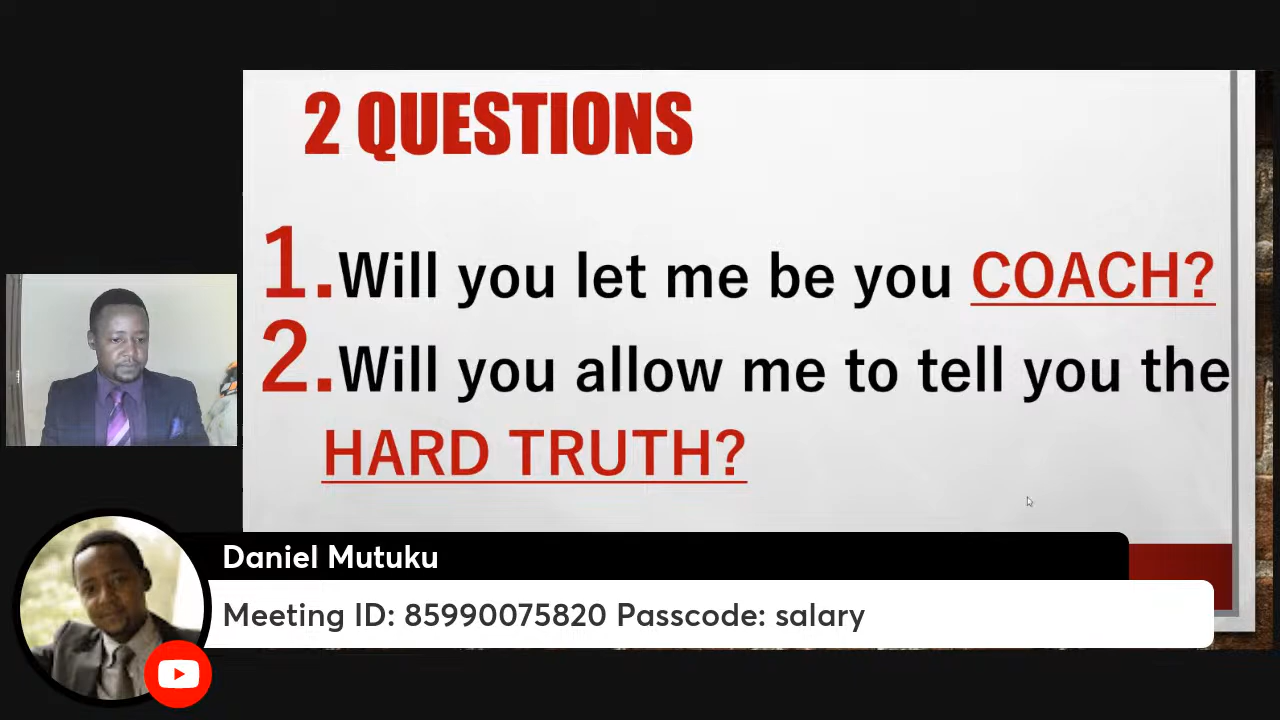 2 QUESTIONS
1.Will you let me be you COACH?
2.Will you allow me to tell you the
HARD TRUTH?
Daniel Mutuku
Meeting ID: 85990075820 Passcode: salary